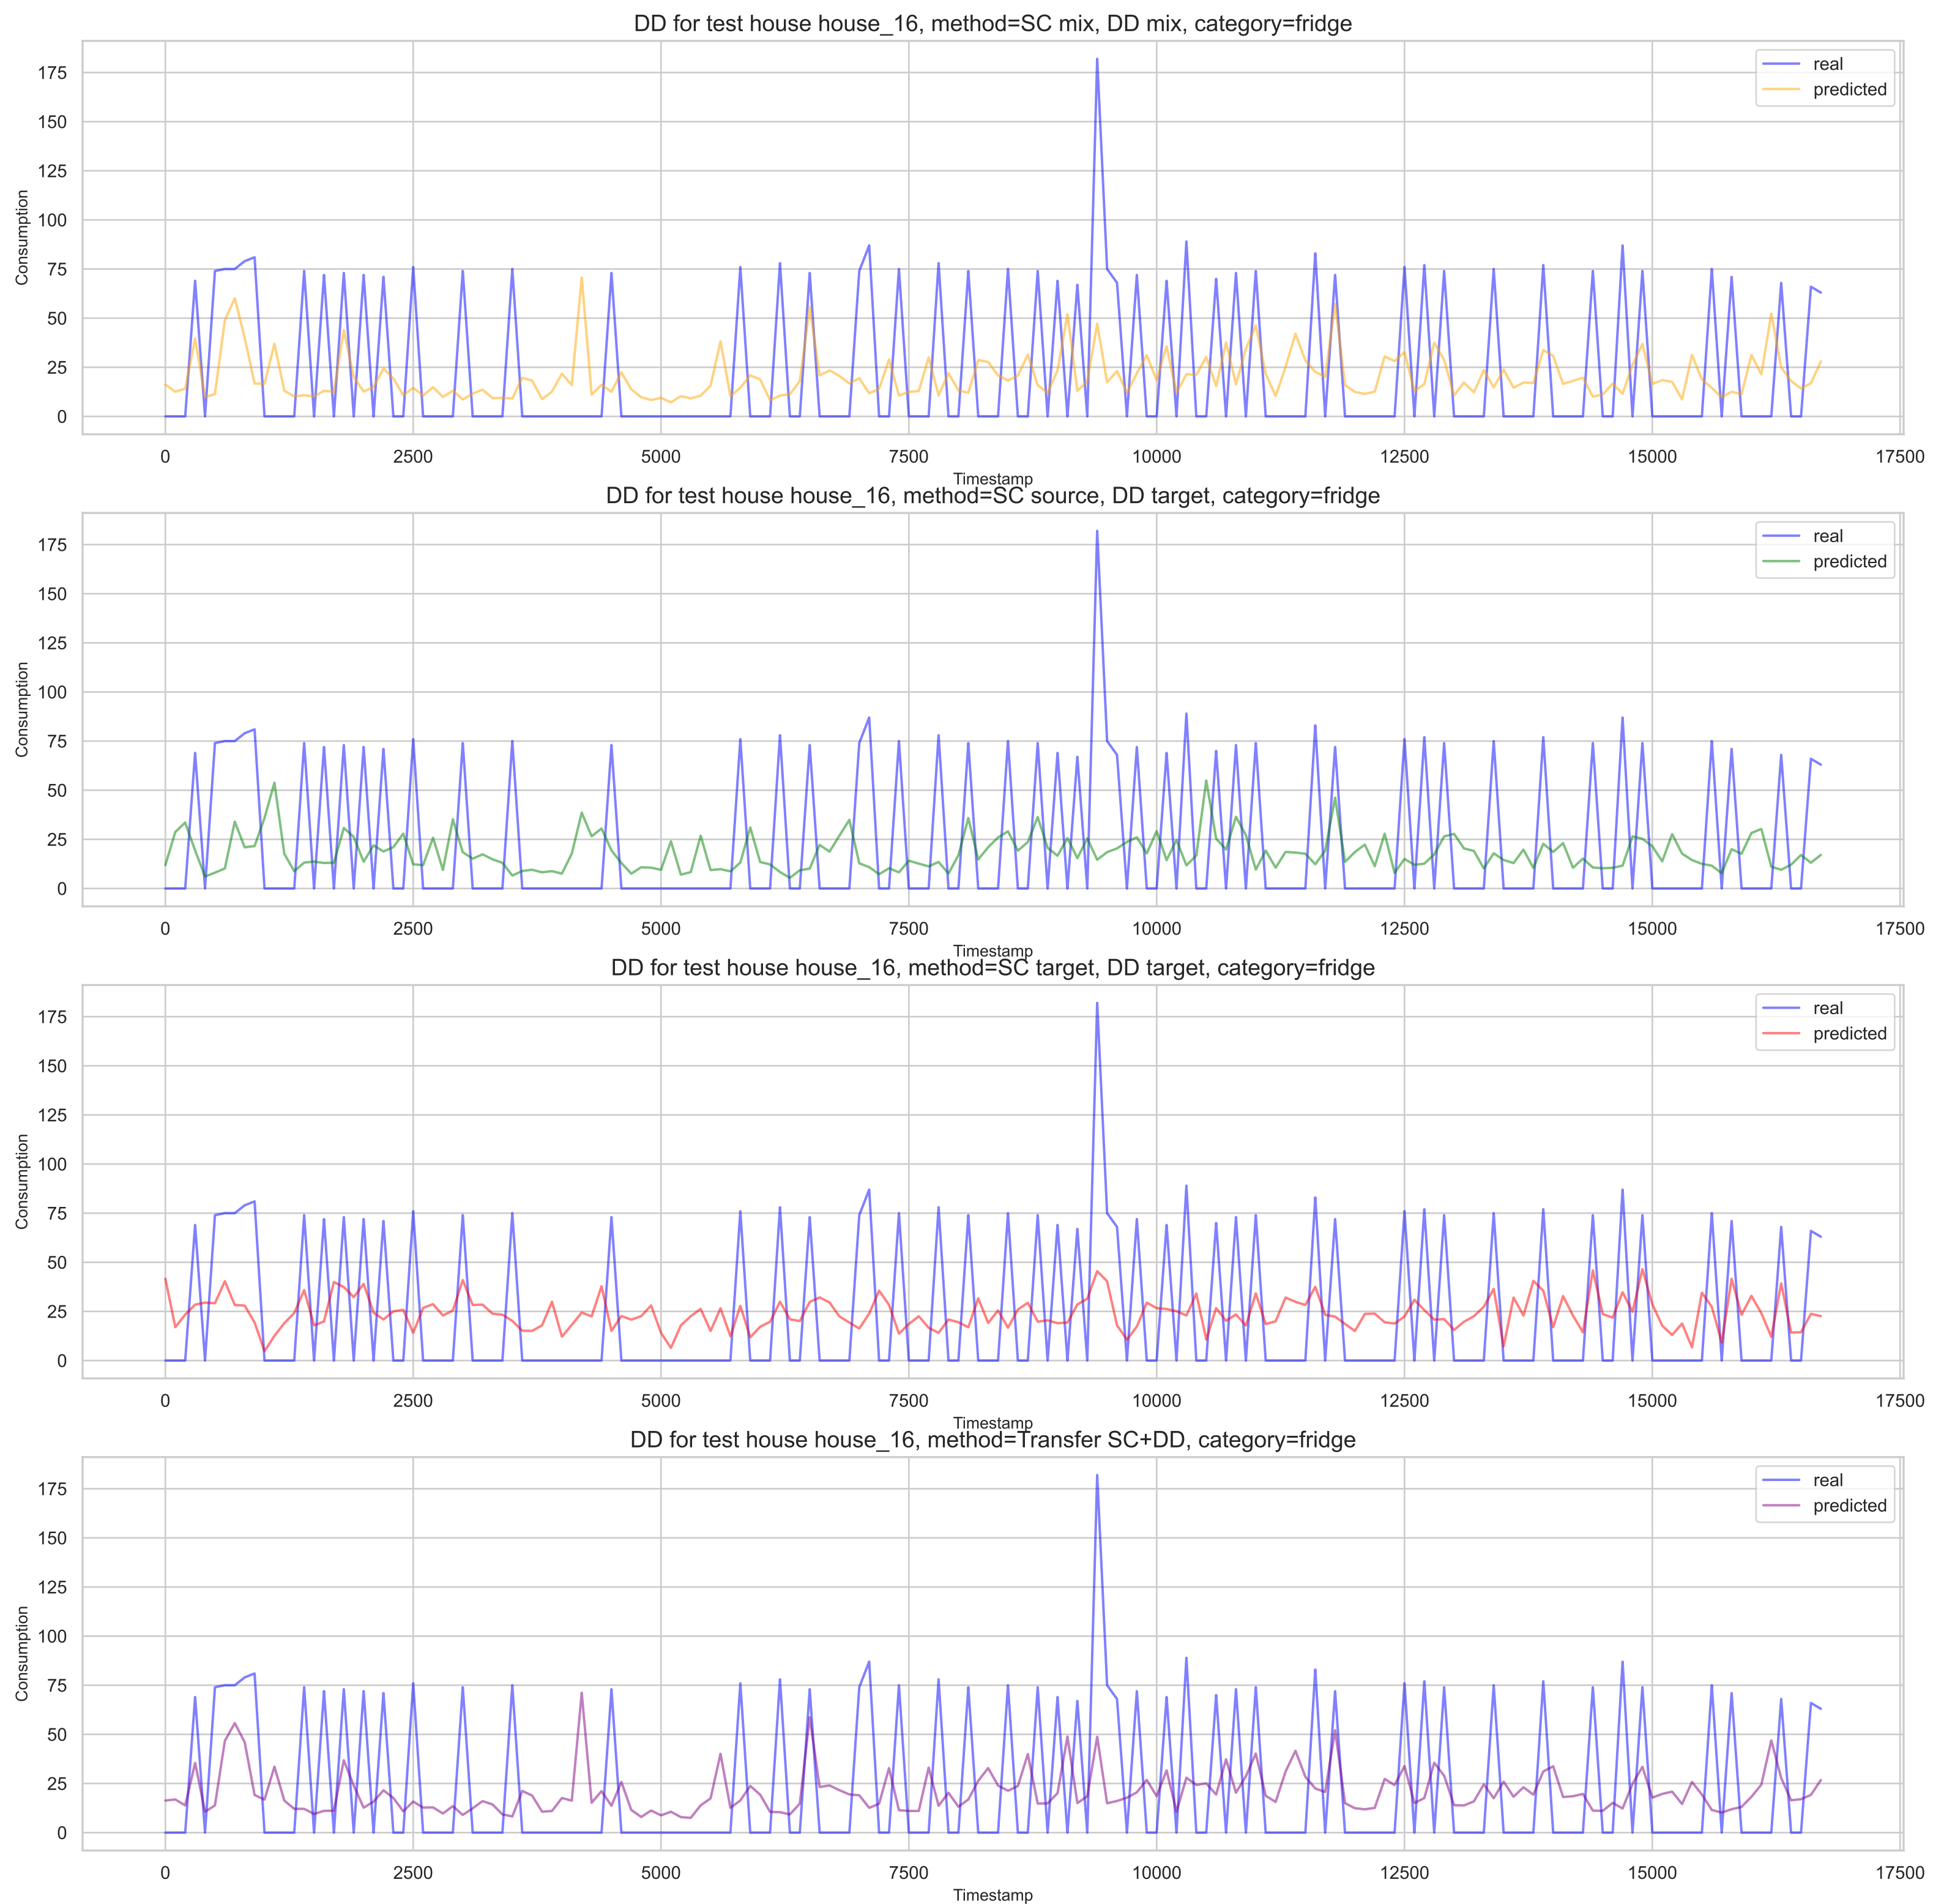 DD for test house house_16, method=SC mix, DD mix, category=fridge
175
150
125
100
75
50
25
0
Consumption
real
predicted
0 2500 5000 7500 10000 12500 15000 17500
Timestamp
DD for test house house_16, method=SC source, DD target, category=fridge
175
150
125
100
75
50
25
0
Consumption
real
predicted
0 2500 5000 7500 10000 12500 15000 17500
Timestamp
DD for test house house_16, method=SC target, DD target, category=fridge
175
150
125
100
75
50
25
0
Consumption
real
predicted
0 2500 5000 7500 10000 12500 15000 17500
Timestamp
DD for test house house_16, method=Transfer SC+DD, category=fridge
175
150
125
100
75
50
25
0
Consumption
real
predicted
0 2500 5000 7500 10000 12500 15000 17500
Timestamp